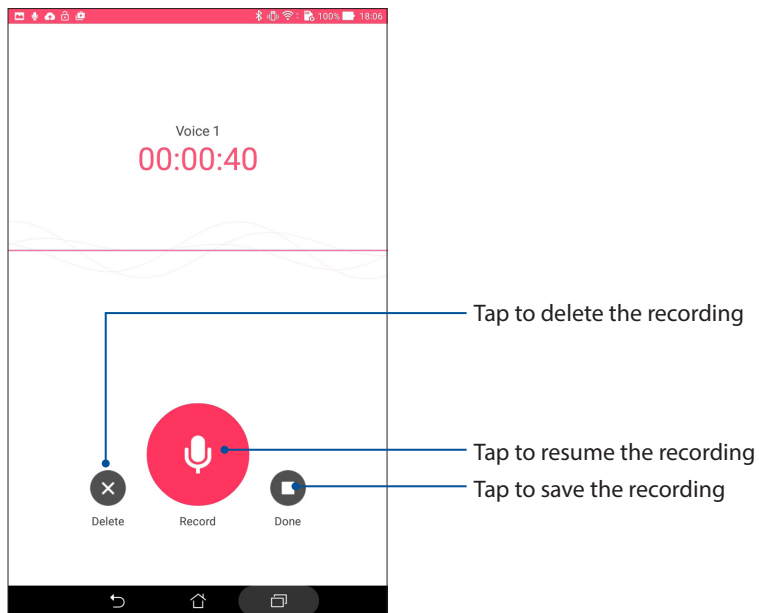 100% 18:06
Voice 1
00:00:40
Tap to delete the recording
Tap to resume the recording
Tap to save the recording
Delete Record Done